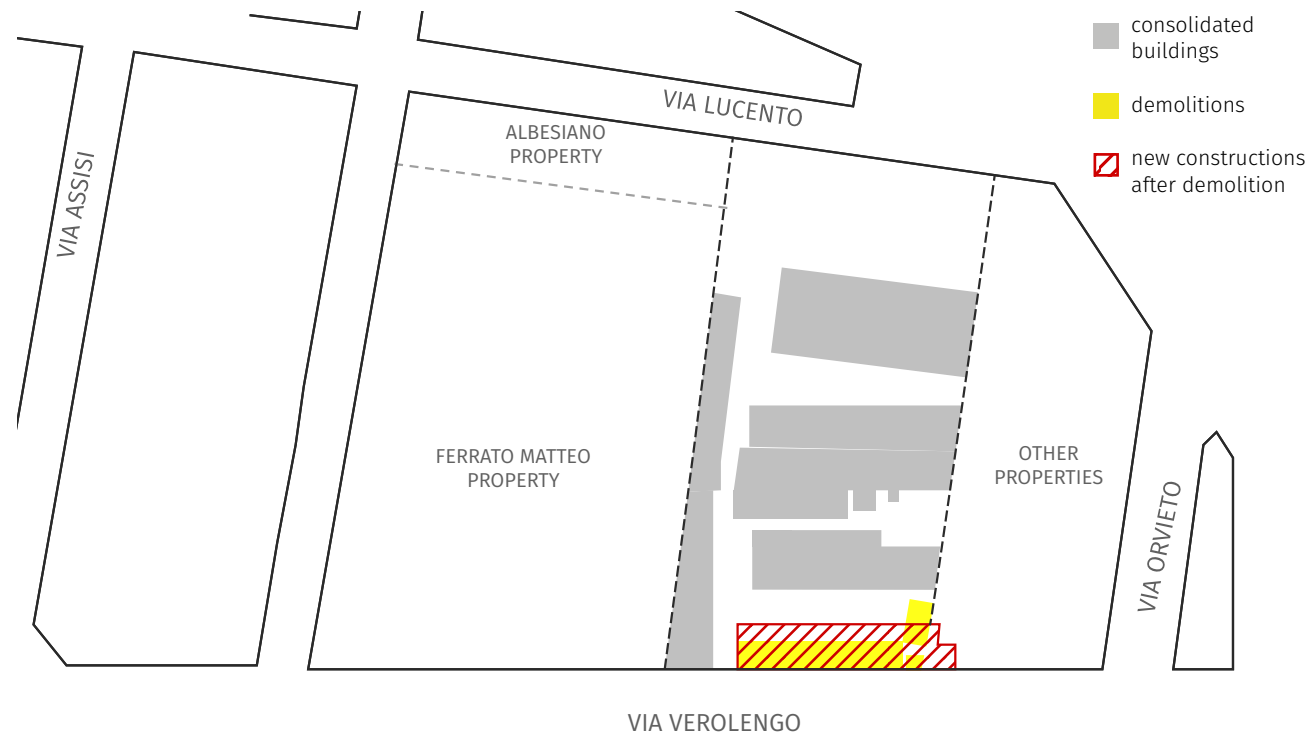 consolidated
buildings
demolitions
new constructions
after demolition
VIA LUCENTO
ALBESIANO
PROPERTY
VIA ASSISI
FERRATO MATTEO
PROPERTY
OTHER
PROPERTIES
VIA ORVIETO
VIA VEROLENGO